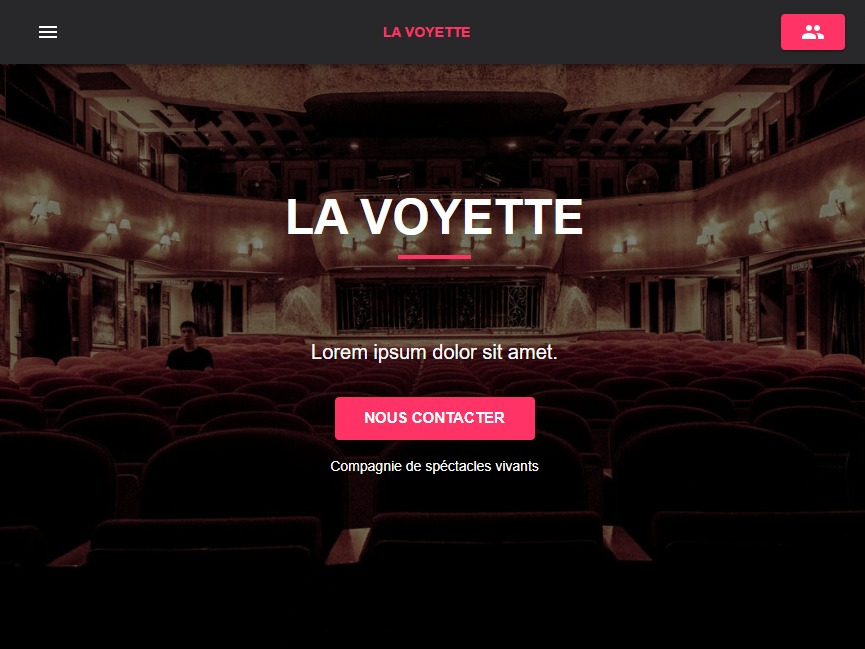 LA VOYETTE
LA VOYETTE
Lorem ipsum dolor sit amet.
NOUS CONTACTER
Compagnie de spéctacles vivants